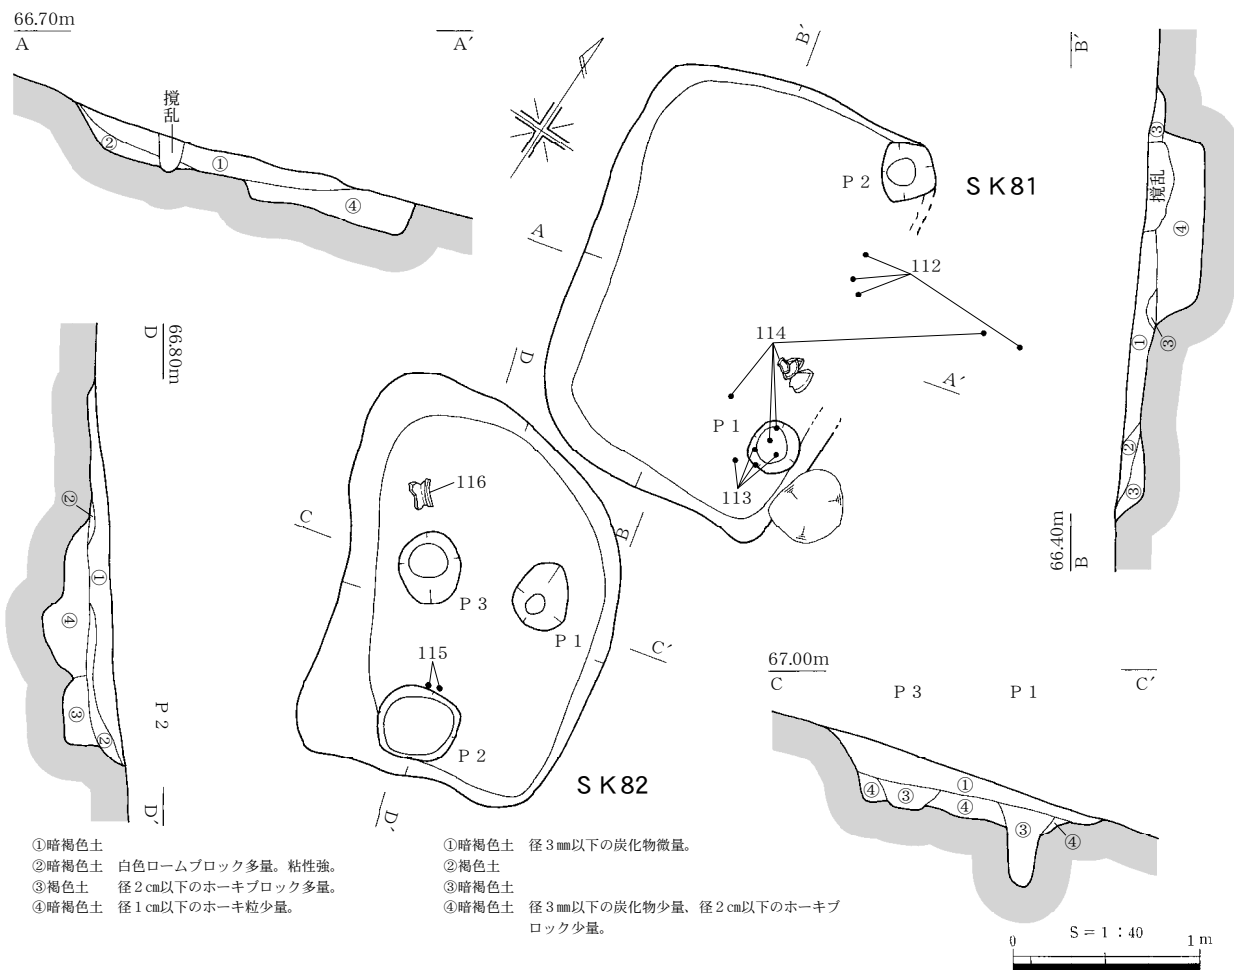 66.70m
A
A′
撹乱
②
①
④
B′
P 2
S K81
A
112
114
A′
P 1
113
B
D
B′
③
撹乱
④
①
③
②
③
66.40m
B
66.80m
D
②
①
④
③
②
P 2
D′
116
C
P 3
P 1
115
C′
P 2
S K82
D′
67.00m
C
P 3
P 1
C′
①
④
③
④
③
④
①暗褐色土
②暗褐色土 白色ロームブロック多量。粘性強。
③褐色土 径2㎝以下のホーキブロック多量。
④暗褐色土 径1㎝以下のホーキ粒少量。
①暗褐色土 径3㎜以下の炭化物微量。
②褐色土
③暗褐色土
④暗褐色土 径3㎜以下の炭化物少量、径2㎝以下のホーキブ
ロック少量。
S = 1 : 40
0
1 m